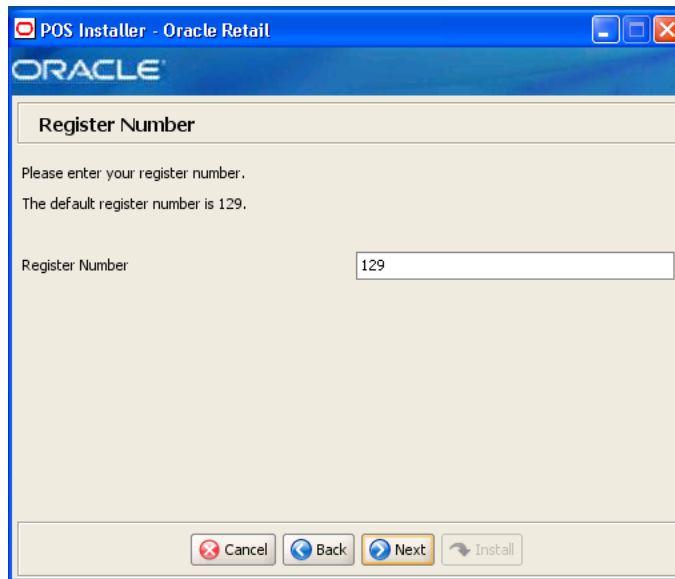 POS Installer - Oracle Retail
ORACLE
Register Number
Please enter your register number.
The default register number is 129.
Register Number 129
Cancel Back Next Install